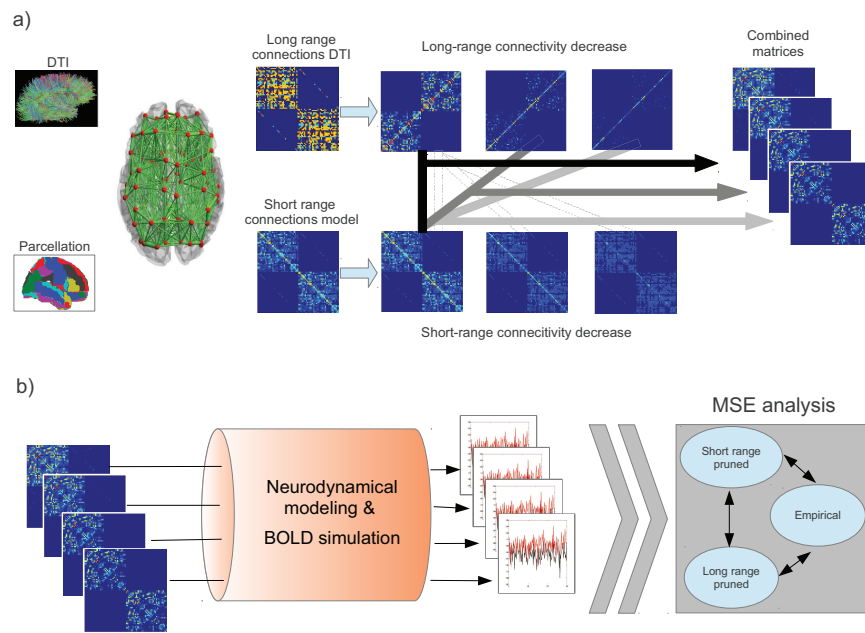 a)
DTI
Long range
connections DTI
Long-range connectivity decrease
Combined
matrices
Short range
connections model
Parcellation
Short-range connecitivity decrease
b)
MSE analysis
Neurodynamical
modeling &
BOLD simulation
Short range
pruned
Empirical
Long range
pruned